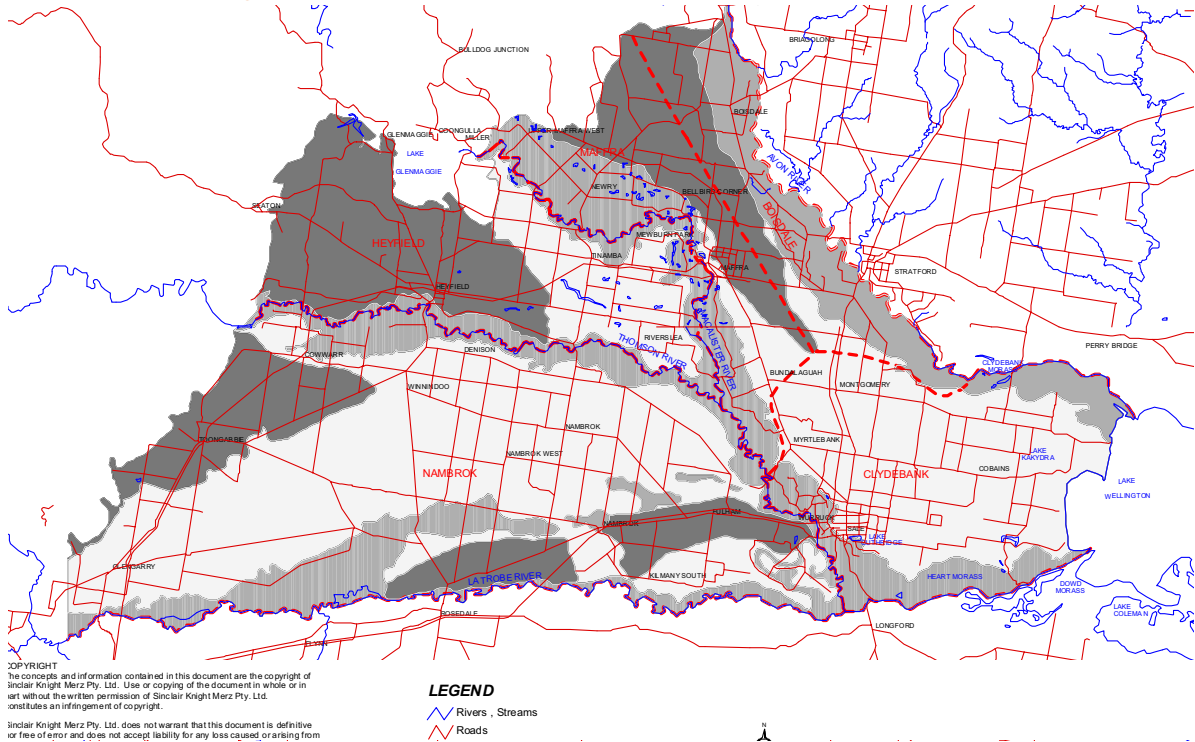 BULLDOG JUNCTION
BRIAGOLONG
BOISDALE
GLENMAGGIE
COONGULLA
UPPER MAFFRA WEST
MILLER
MAFFRA
LAKE
GLENMAGGIE
AVON RIVER
NEWRY
BELLBIRD CORNER
SEATON
BOISDALE
HEYFIELD
MEWBURN PARK
TINAMBA
MAFFRA
STRATFORD
HEYFIELD
MACALISTER RIVER
THOMSON RIVER
RIVERSLEA
PERRY BRIDGE
COWWARR
DENISON
CLYDEBANK
MORASS
BUNDALAGUAH
MONTGOMERY
WINNINDOO
NAMBROK
TOONGABBIE
MYRTLEBANK
NAMBROK WEST
LAKE
KAKYDRA
NAMBROK
CLYDEBANK
COBAINS
LAKE
WELLINGTON
FULHAM
WURRUK
NAMBROK
SALE
LAKE
GUTHRIDGE
GLENGARRY
LA TROBE RIVER
KILMANY SOUTH
HEART MORASS
DOWD
MORASS
LAKE
COLEMAN
ROSEDALE
LONGFORD
FLYNN
COPYRIGHT
The concepts and information contained in this document are the copyright of
Sinclair Knight Merz Pty. Ltd. Use or copying of the document in whole or in
part without the written permission of Sinclair Knight Merz Pty. Ltd.
constitutes an infringement of copyright.
Sinclair Knight Merz Pty. Ltd. does not warrant that this document is definitive
nor free of error and does not accept liability for any loss caused or arising from
LEGEND
Rivers , Streams
Roads
N